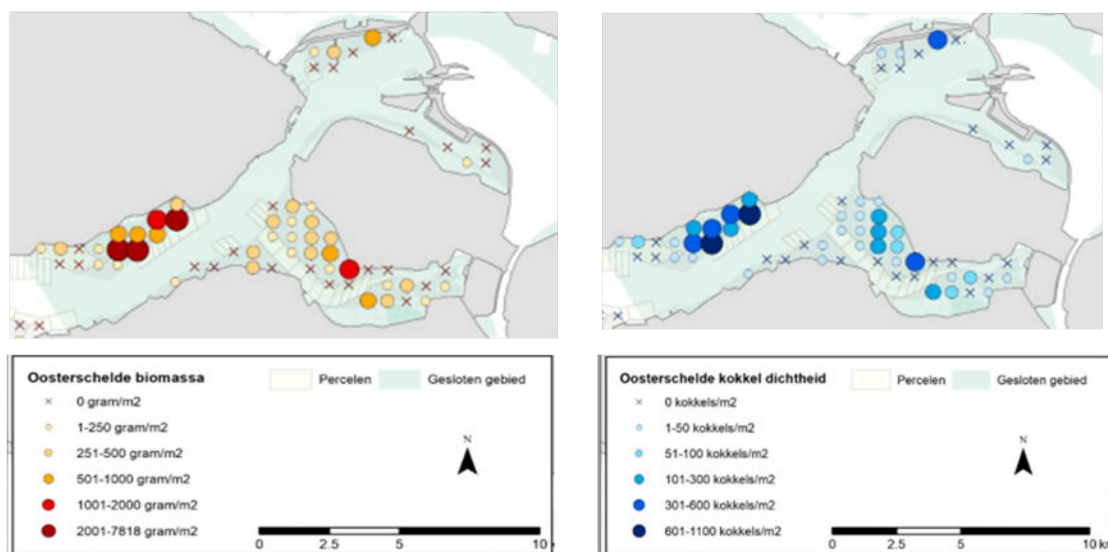 Oosterschelde biomassa
Percelen
Gesloten gebied
0 gram/m2
1-250 gram/m2
251-500 gram/m2
501-1000 gram/m2
1001-2000 gram/m2
2001-7818 gram/m2
N
0 2.5 5 10
Oosterschelde kokkel dichtheid
Percelen
Gesloten gebied
0 kokkels/m2
1-50 kokkels/m2
51-100 kokkels/m2
101-300 kokkels/m2
301-600 kokkels/m2
601-1100 kokkels/m2
N
0 2.5 5 10